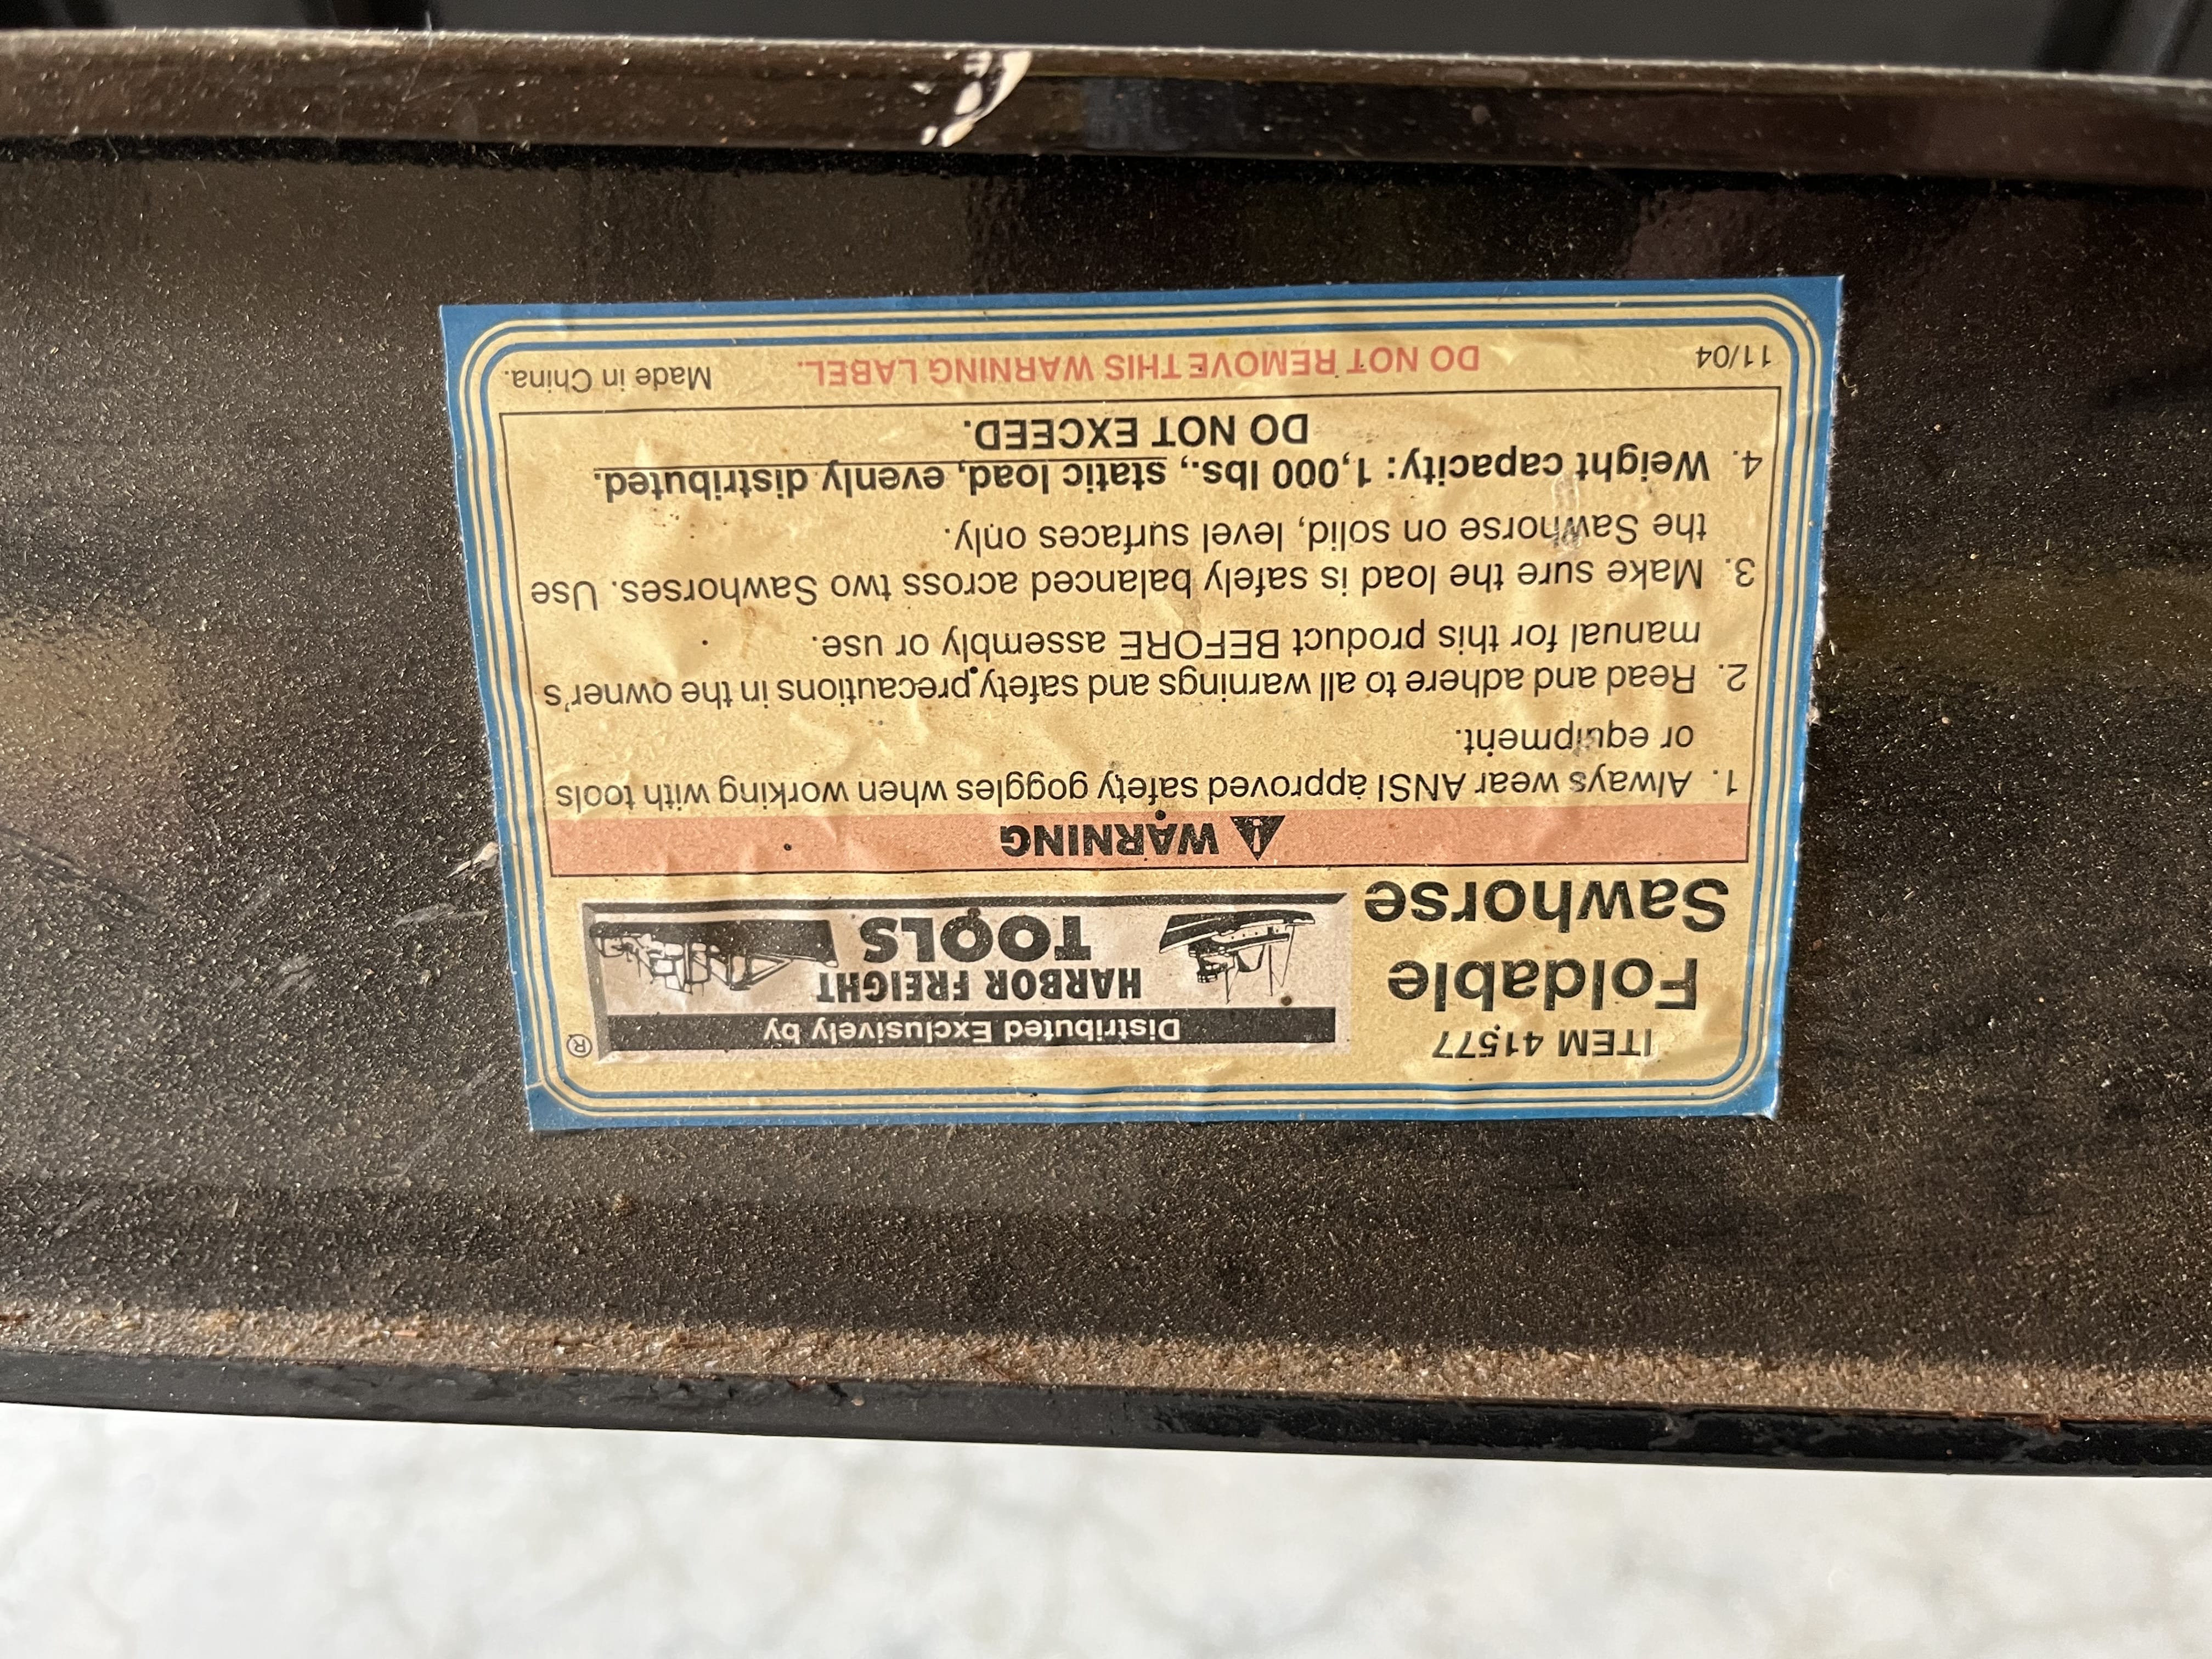 ITEM 41577
Foldable
Sawhorse
Distributed Exclusively by
HARBOR FREIGHT
TOOLS
®
WARNING
1. Always wear ANSI approved safety goggles when working with tools
or equipment.
2. Read and adhere to all warnings and safety precautions in the owner's
manual for this product BEFORE assembly or use.
3. Make sure the load is safely balanced across two Sawhorses. Use
the Sawhorse on solid, level surfaces only.
4. Weight capacity: 1,000 lbs., static load, evenly distributed.
DO NOT EXCEED.
11/04
DO NOT REMOVE THIS WARNING LABEL.
Made in China.